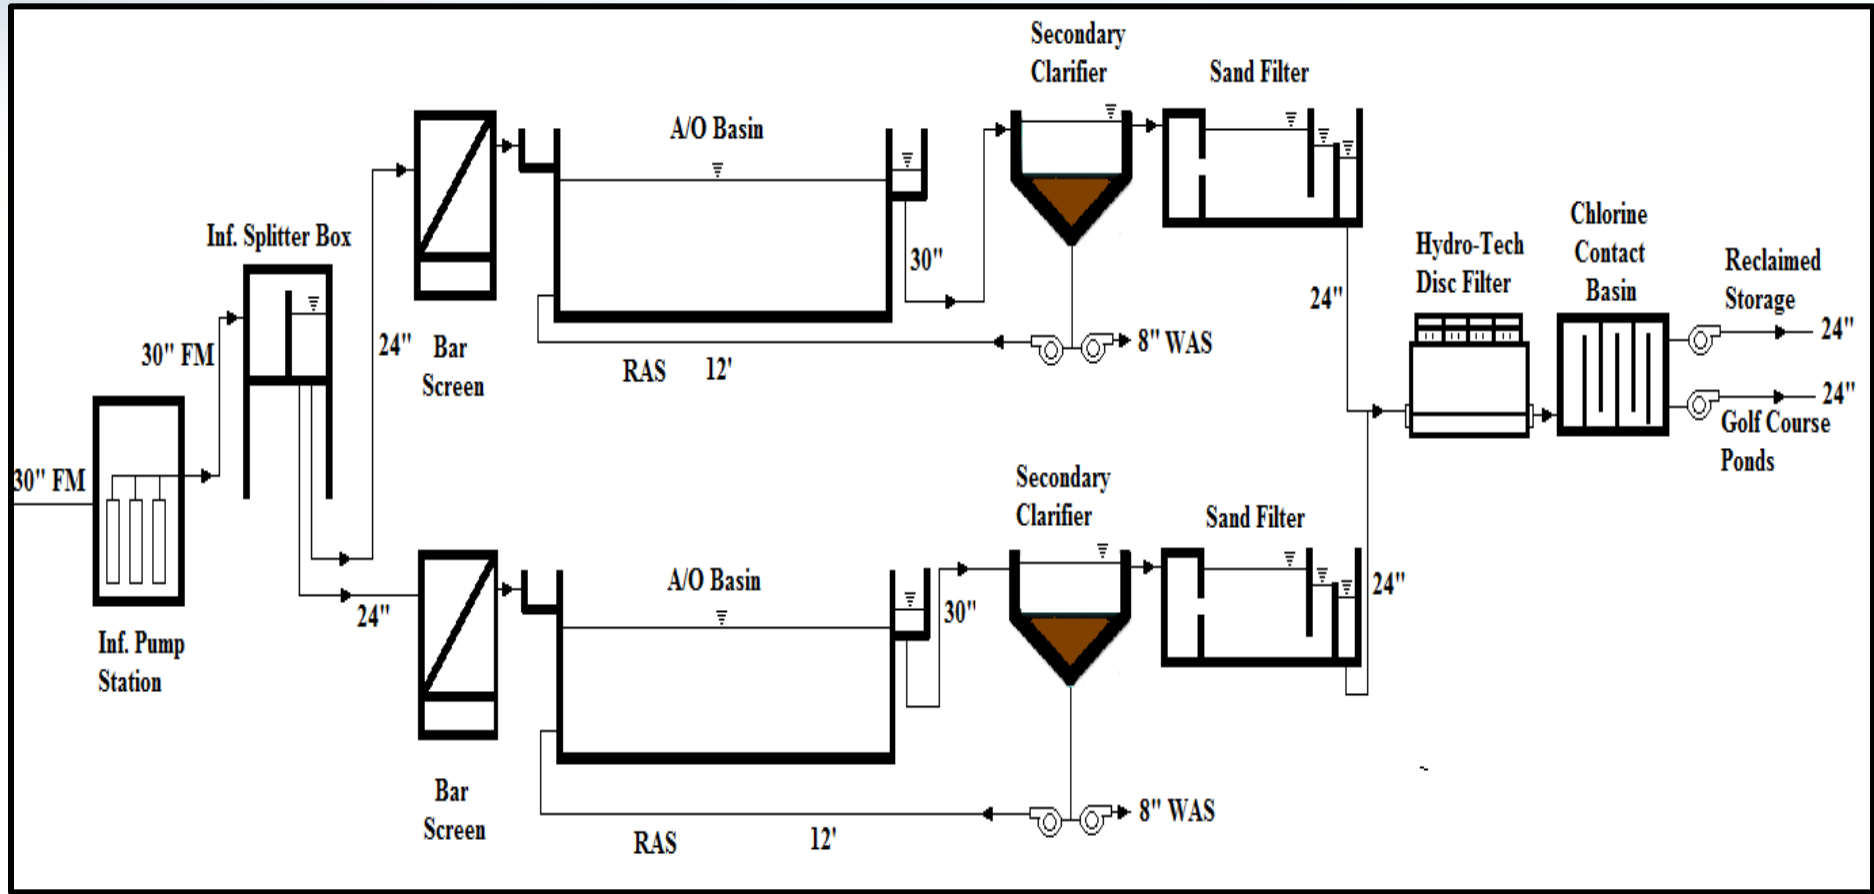 Secondary
Clarifier
Sand Filter
A/O Basin
Inf. Splitter Box
30" FM
24"
Bar
Screen
30"
RAS 12'
8" WAS
24"
Hydro-Tech
Disc Filter
Chlorine
Contact
Basin
Reclaimed
Storage
24"
24"
Golf Course
Ponds
30" FM
Inf. Pump
Station
24"
A/O Basin
30"
Secondary
Clarifier
Sand Filter
24"
Bar
Screen
RAS 12'
8" WAS